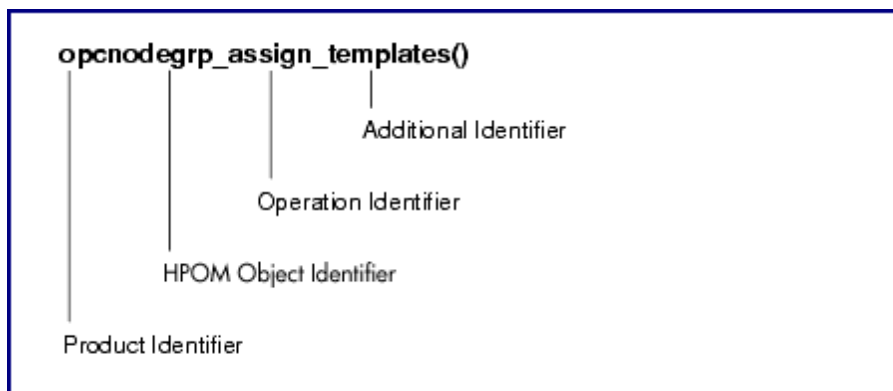 opcnodegrp_assign_templates()
Additional Identifier
Operation Identifier
HPOM Object Identifier
Product Identifier